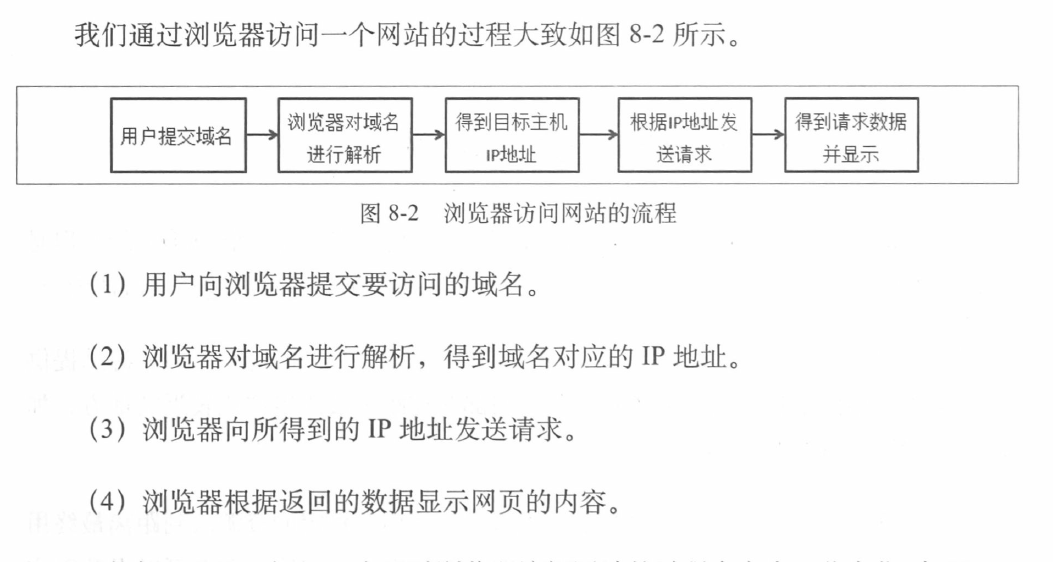 我们通过浏览器访问一个网站的过程大致如图 8-2 所示。
用户提交域名
浏览器对域名
进行解析
得到目标主机
IP地址
根据IP地址发
送请求
得到请求数据
并显示
图 8-2 浏览器访问网站的流程
（1）用户向浏览器提交要访问的域名。
（2）浏览器对域名进行解析，得到域名对应的 IP 地址。
（3）浏览器向所得到的 IP 地址发送请求。
（4）浏览器根据返回的数据显示网页的内容。